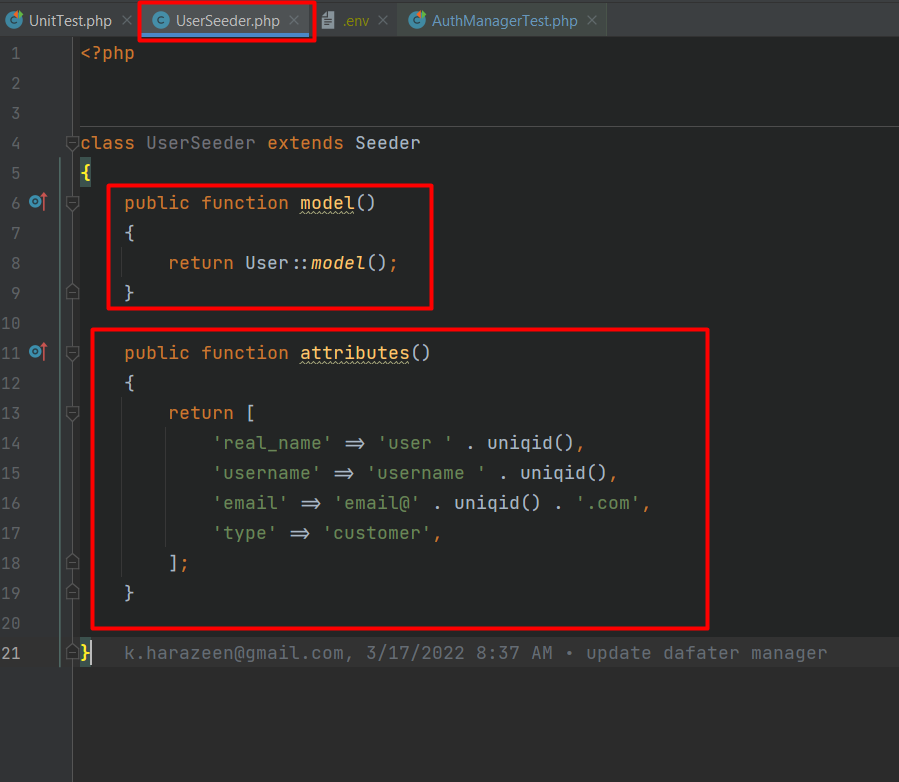 UnitTest.php UserSeeder.php .env AuthManagerTest.php
1 <?php
2
3
4 class UserSeeder extends Seeder
5 {
6 public function model()
7 {
8 return User::model();
9 }
10
11 public function attributes()
12 {
13 return [
14 'real_name' => 'user ' . uniqid(),
15 'username' => 'username ' . uniqid(),
16 'email' => 'email@' . uniqid() . '.com',
17 'type' => 'customer',
18 ];
19 }
20
21 } k.harazeen@gmail.com, 3/17/2022 8:37 AM • update dafater manager